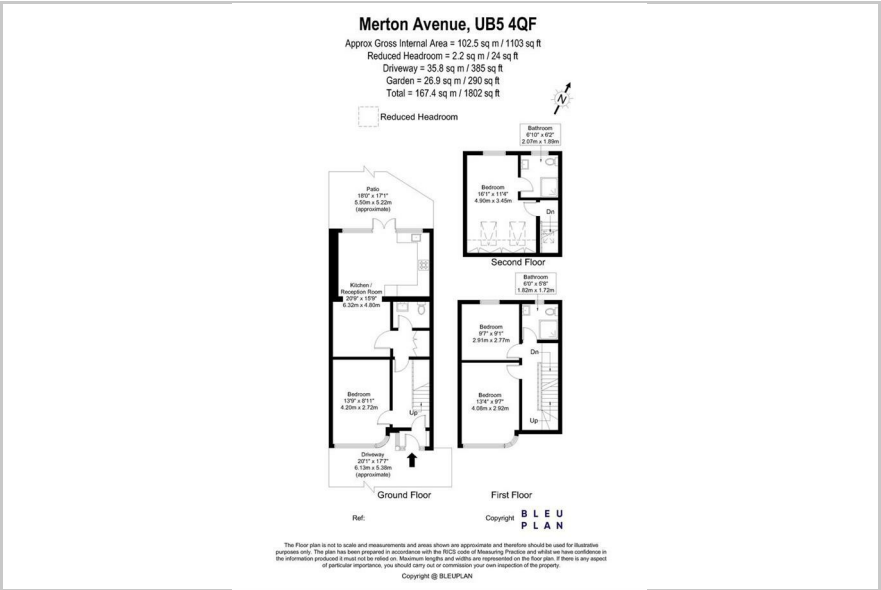 Merton Avenue, UB5 4QF
Approx Gross Internal Area = 102.5 sq m / 1103 sq ft
Reduced Headroom = 2.2 sq m / 24 sq ft
Driveway = 35.8 sq m / 385 sq ft
Garden = 26.9 sq m / 290 sq ft
Total = 167.4 sq m / 1802 sq ft
N
Reduced Headroom
Bathroom
6'10" x 6'2"
2.07m x 1.89m
Bedroom
16'1" x 11'4"
4.90m x 3.45m
Dn
Second Floor
Patio
18'0" x 17'1"
5.50m x 5.22m
(approximate)
Kitchen /
Reception Room
20'9" x 15'9"
6.32m x 4.80m
Bedroom
13'9" x 8'11"
4.20m x 2.72m
Up
Driveway
20'1" x 17'7"
6.13m x 5.38m
(approximate)
Ground Floor
Bathroom
6'0" x 5'8"
1.82m x 1.72m
Bedroom
9'7" x 9'1"
2.91m x 2.77m
Dn
Bedroom
13'4" x 9'7"
4.08m x 2.92m
Up
First Floor
Ref:
Copyright
BLEU
PLAN
The Floor plan is not to scale and measurements and areas shown are approximate and therefore should be used for illustrative
purposes only. The plan has been prepared in accordance with the RICS code of Measuring Practice and whilst we have confidence in
the information produced it must not be relied on. Maximum lengths and widths are represented on the floor plan. If there is any aspect
of particular importance, you should carry out or commission your own inspection of the property.
Copyright @ BLEUPLAN